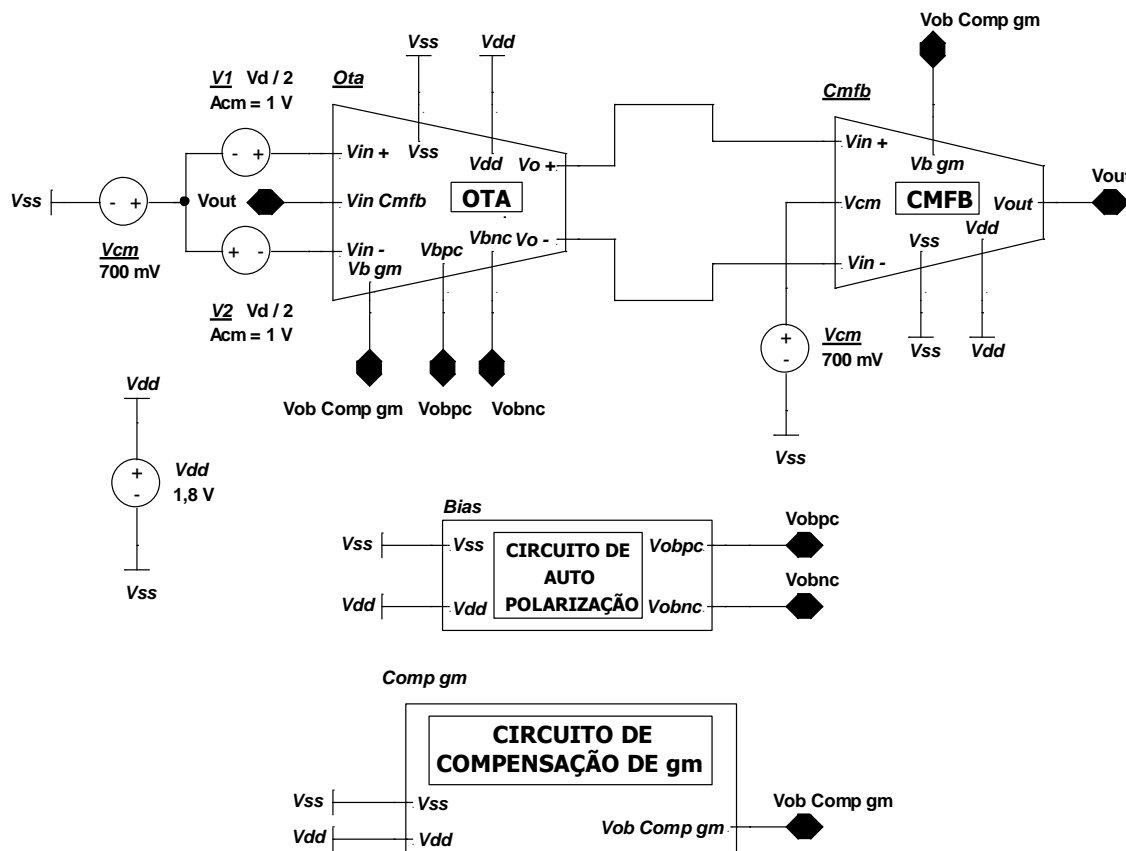 Vob Comp gm
Vss
Vdd
V1 Vd / 2
Acm = 1 V
Ota
Cmfb
Vin +
Vss
Vdd
Vo +
Vin +
Vb gm
Vss
Vout
Vin Cmfb
OTA
Vcm
CMFB
Vout
Vout
Vcm
700 mV
Vin -
Vb gm
Vbpc
Vbnc
Vo -
Vin -
Vss
Vdd
V2 Vd / 2
Acm = 1 V
Vcm
700 mV
Vss
Vdd
Vob Comp gm
Vobpc
Vobnc
Vdd
Vss
Vdd
1,8 V
Vss
Bias
Vss
Vss
CIRCUITO DE
AUTO
POLARIZAÇÃO
Vobpc
Vobpc
Vdd
Vdd
Vobnc
Vobnc
Comp gm
CIRCUITO DE
COMPENSAÇÃO DE gm
Vss
Vss
Vob Comp gm
Vob Comp gm
Vdd
Vdd